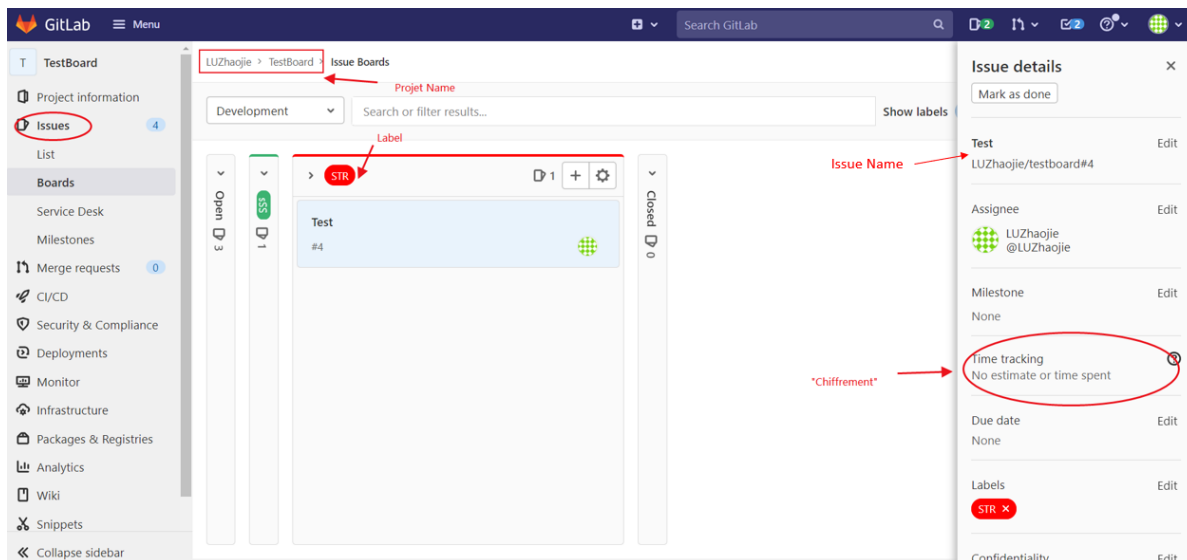 GitLab
Menu
Search GitLab
2
2
T TestBoard
Project information
Issues 4
List
Boards
Service Desk
Milestones
Merge requests 0
CI/CD
Security & Compliance
Deployments
Monitor
Infrastructure
Packages & Registries
Analytics
Wiki
Snippets
Collapse sidebar
LUZhaojie > TestBoard > Issue Boards
Projet Name
Development
Search or filter results...
Show labels
Label
Open 3
sSS 1
STR
1
Test
#4
Closed 0
Issue Name
"Chiffrement"
Issue details
Mark as done
Test Edit
LUZhaojie/testboard#4
Assignee Edit
LUZhaojie
@LUZhaojie
Milestone Edit
None
Time tracking
No estimate or time spent
Due date Edit
None
Labels Edit
STR ×
Confidentiality Edit